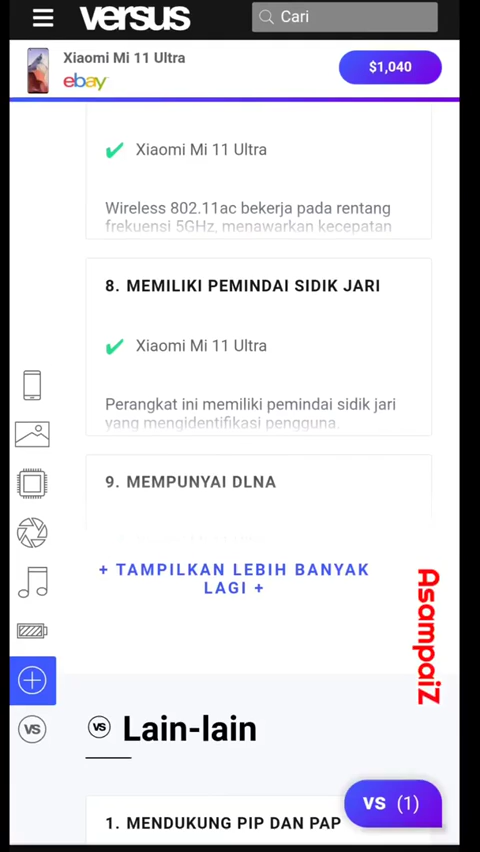 versus
Cari
Xiaomi Mi 11 Ultra
ebay
$1,040
Xiaomi Mi 11 Ultra
Wireless 802.11ac bekerja pada rentang
frekuensi 5GHz, menawarkan kecepatan
8. MEMILIKI PEMINDAI SIDIK JARI
Xiaomi Mi 11 Ultra
Perangkat ini memiliki pemindai sidik jari
yang mengidentifikasi pengguna.
9. MEMPUNYAI DLNA
+ TAMPILKAN LEBIH BANYAK
LAGI +
AsampaiZ
VS
VS Lain-lain
1. MENDUKUNG PIP DAN PAP
VS (1)